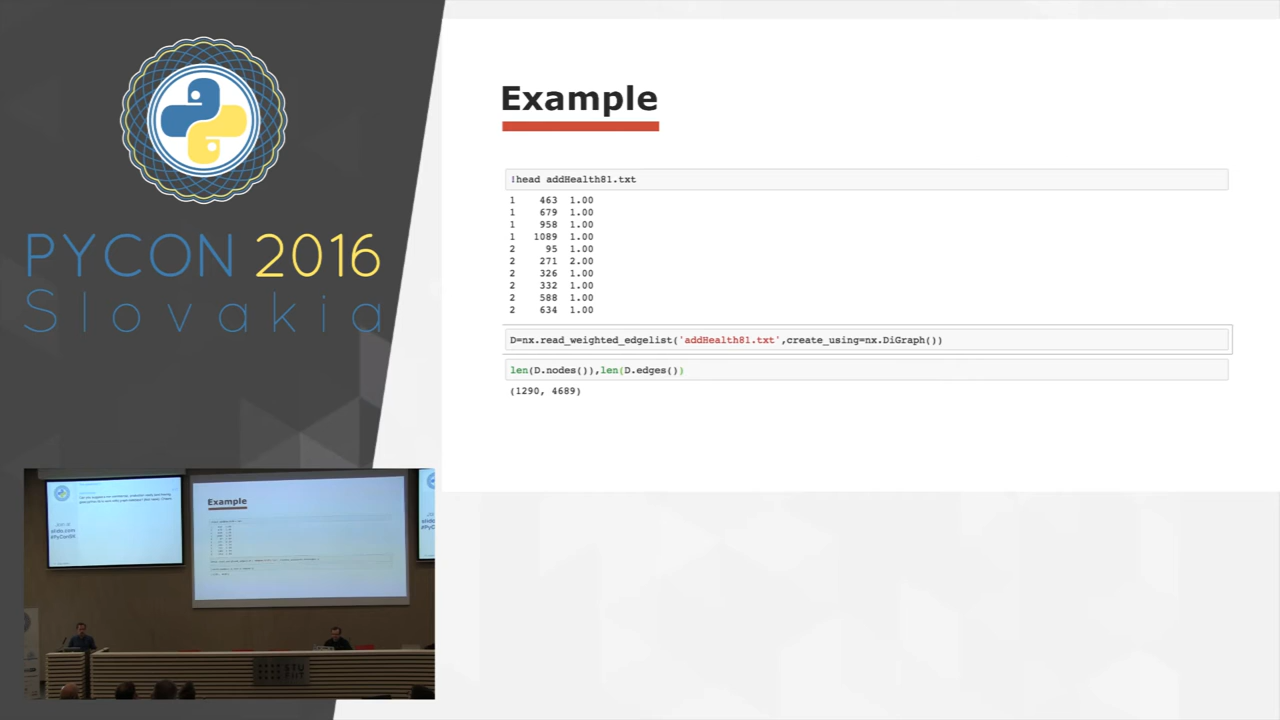 PYCON 2016
Slovakia
Example
!head addHealth81.txt
1 463 1.00
1 679 1.00
1 958 1.00
1 1089 1.00
2 95 1.00
2 271 2.00
2 326 1.00
2 332 1.00
2 588 1.00
2 634 1.00
D=nx.read_weighted_edgelist('addHealth81.txt',create_using=nx.DiGraph())
len(D.nodes()),len(D.edges())
(1290, 4689)
Example